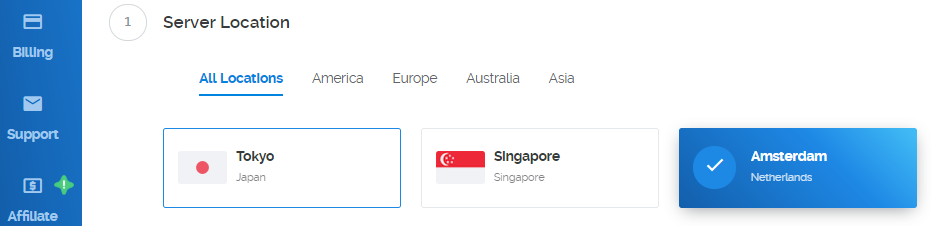 Billing
Support
Affiliate
1 Server Location
All Locations America Europe Australia Asia
Tokyo
Japan
Singapore
Singapore
Amsterdam
Netherlands